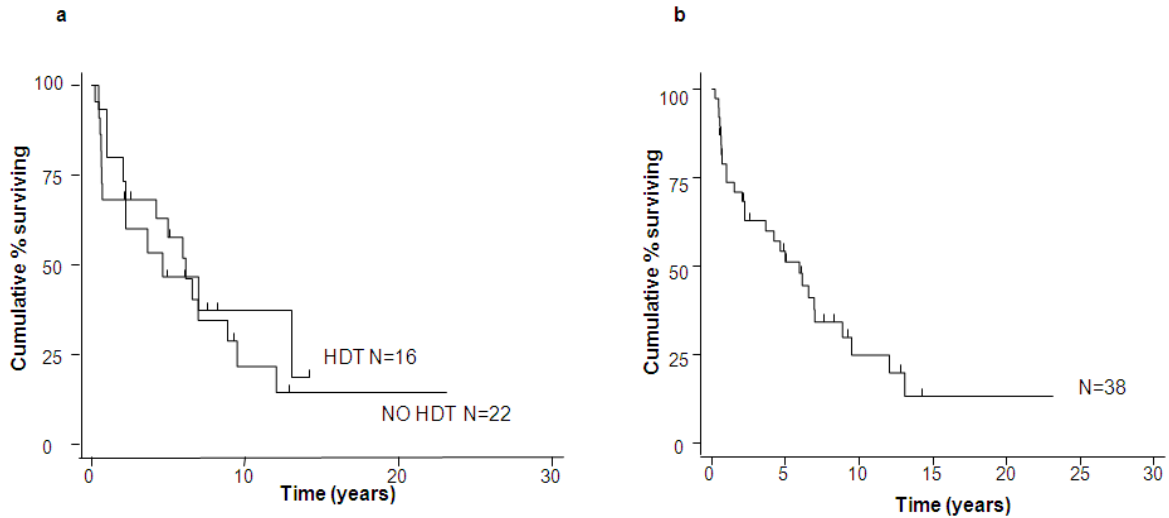 a
100
75
50
25
0
Cumulative % surviving
HDT N=16
NO HDT N=22
0 10 20 30
Time (years)
b
100
75
50
25
0
Cumulative % surviving
N=38
0 5 10 15 20 25 30
Time (years)